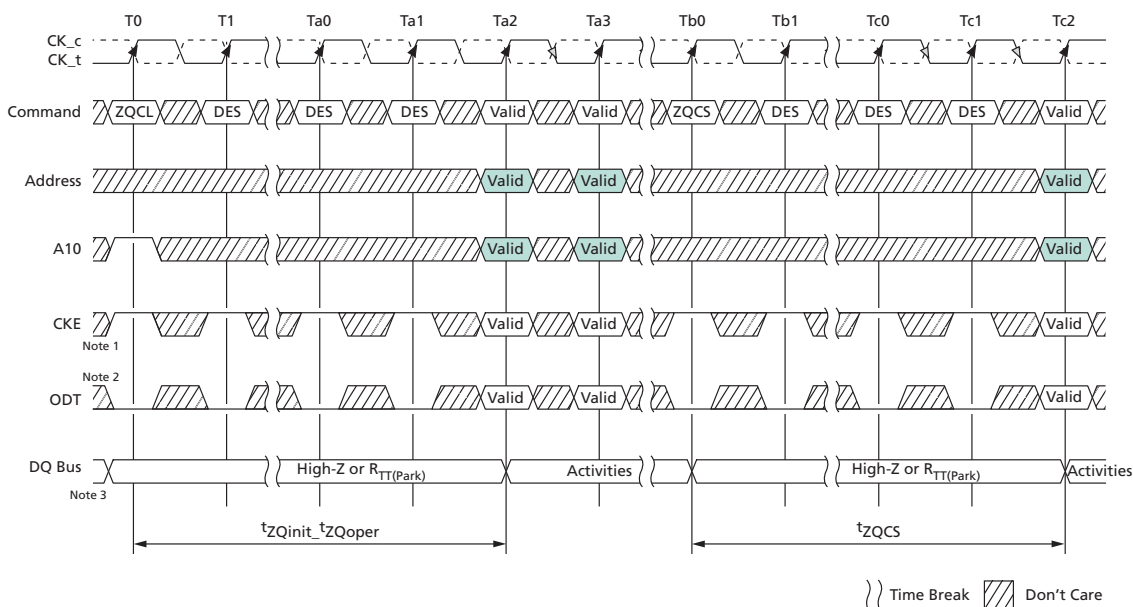 T0 T1 Ta0 Ta1 Ta2 Ta3 Tb0 Tb1 Tc0 Tc1 Tc2
CK_c
CK_t
Command ZQCL DES DES DES Valid Valid ZQCS DES DES DES Valid
Address Valid Valid Valid
A10 Valid Valid Valid
CKE Valid Valid Valid
Note 1
Note 2
ODT Valid Valid Valid
DQ Bus High-Z or RTT(Park) Activities High-Z or RTT(Park) Activities
Note 3
tZQinit_tZQoper tZQCS
Time Break Don't Care